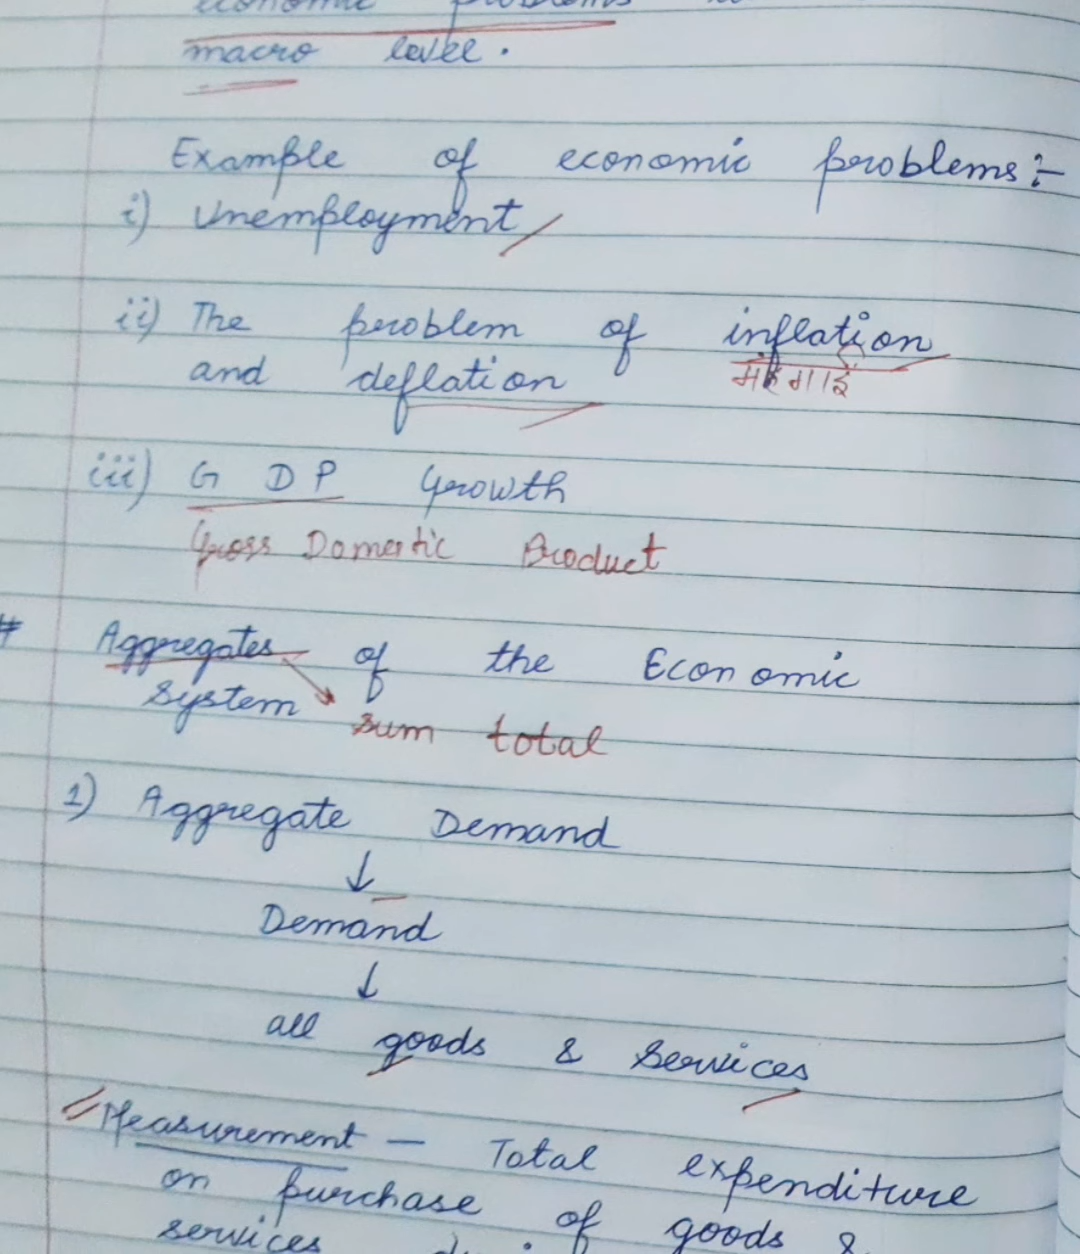 economic problems
macro level.
Example of economic problems:-
i) Unemployment
ii) The problem of inflation
and deflation महंगाई
iii) G D P Growth
Gross Domestic Product
# Aggregates of the Economic
System sum total
1) Aggregate Demand
↓
Demand
↓
all goods & Services
Measurement - Total expenditure
on purchase of goods &
services